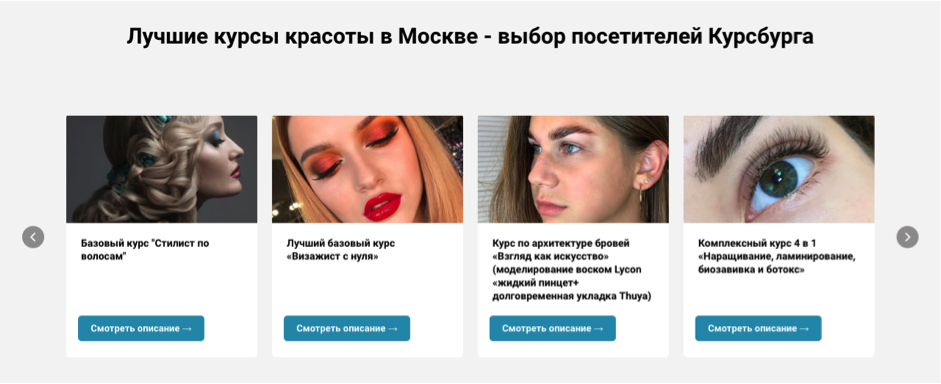 Лучшие курсы красоты в Москве - выбор посетителей Курсбурга
Базовый курс "Стилист по
волосам"
Смотреть описание →
Лучший базовый курс
«Визажист с нуля»
Смотреть описание →
Курс по архитектуре бровей
«Взгляд как искусство»
(моделирование воском Lycon
«жидкий пинцет+
долговременная укладка Thuya)
Смотреть описание →
Комплексный курс 4 в 1
«Наращивание, ламинирование,
биозавивка и ботокс»
Смотреть описание →